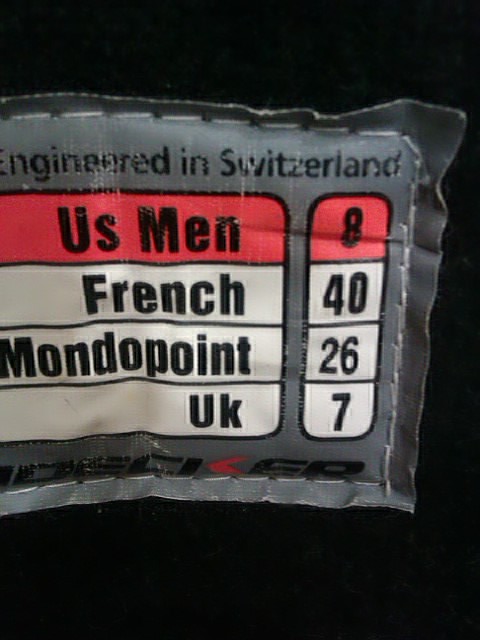 Engineered in Switzerland
Us Men 8
French 40
Mondopoint 26
Uk 7